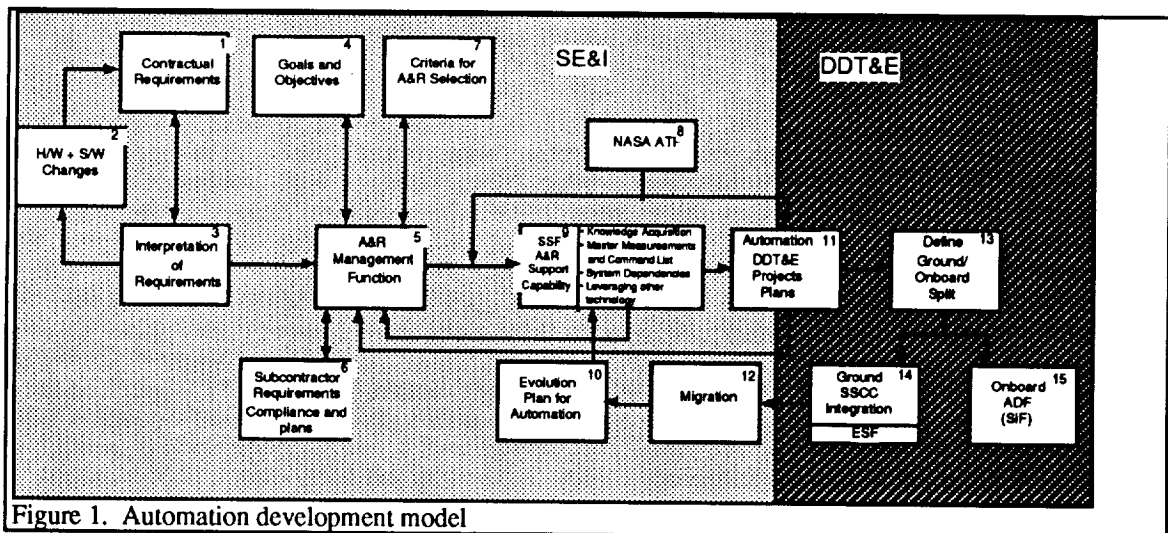 SE&I
DDT&E
1
Contractual
Requirements
4
Goals and
Objectives
7
Criteria for
A&R Selection
2
H/W + S/W
Changes
8
NASA ATF
3
Interpretation
of
Requirements
5
A&R
Management
Function
9
SSF
A&R
Support
Capability
• Knowledge Acquisition
• Master Measurements
and Command List
• System Dependencies
• Leveraging other
technology
11
Automation
DDT&E
Projects
Plans
13
Define
Ground/
Onboard
Split
6
Subcontractor
Requirements
Compliance and
plans
10
Evolution
Plan for
Automation
12
Migration
14
Ground
SSCC
Integration
ESF
15
Onboard
ADF
(SIF)
Figure 1. Automation development model